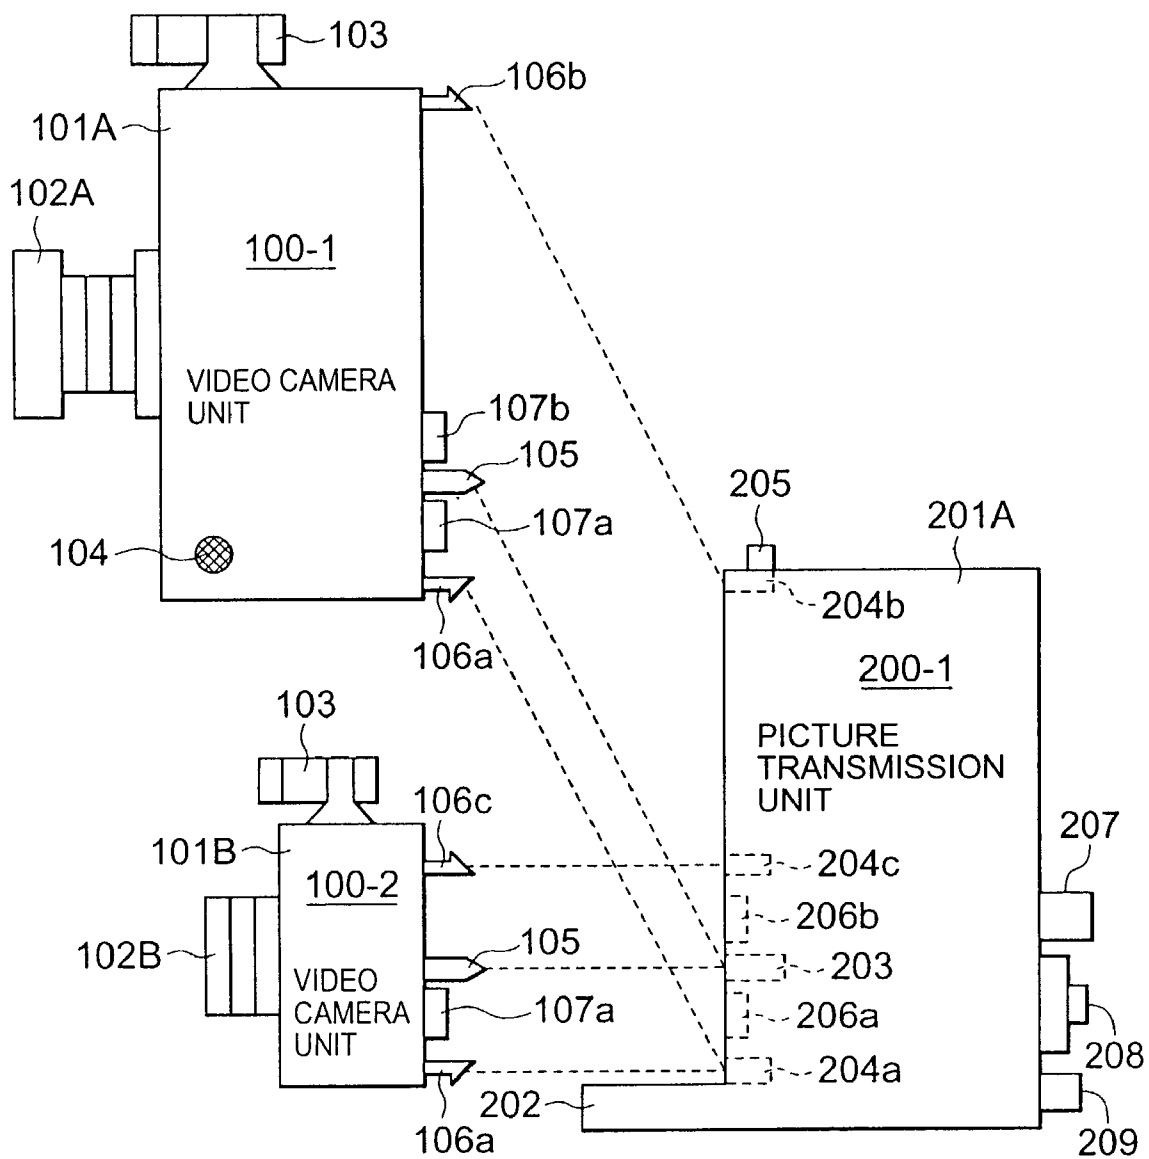 103
106b
101A
102A
100-1
VIDEO CAMERA
UNIT
107b
105
107a
104
106a
205
201A
204b
200-1
PICTURE
TRANSMISSION
UNIT
103
106c
101B
100-2
102B
105
VIDEO
CAMERA
UNIT
107a
106a
204c
206b
203
206a
204a
202
207
208
209